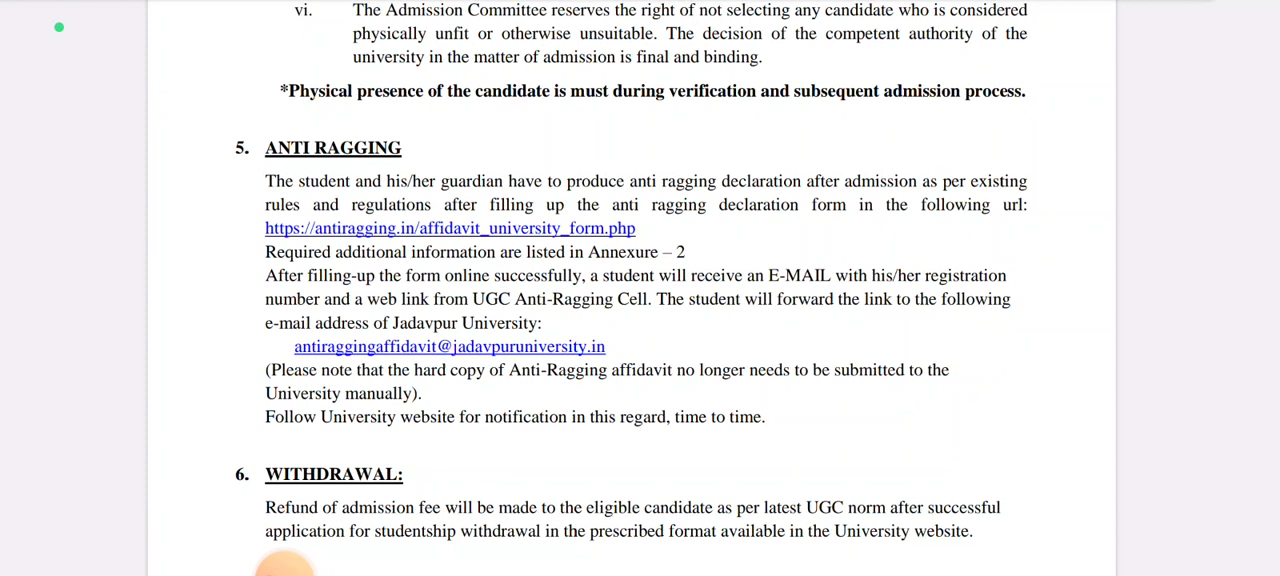 vi. The Admission Committee reserves the right of not selecting any candidate who is considered
physically unfit or otherwise unsuitable. The decision of the competent authority of the
university in the matter of admission is final and binding.
*Physical presence of the candidate is must during verification and subsequent admission process.
5. ANTI RAGGING
The student and his/her guardian have to produce anti ragging declaration after admission as per existing
rules and regulations after filling up the anti ragging declaration form in the following url:
https://antiragging.in/affidavit_university_form.php
Required additional information are listed in Annexure – 2
After filling-up the form online successfully, a student will receive an E-MAIL with his/her registration
number and a web link from UGC Anti-Ragging Cell. The student will forward the link to the following
e-mail address of Jadavpur University:
antiraggingaffidavit@jadavpuruniversity.in
(Please note that the hard copy of Anti-Ragging affidavit no longer needs to be submitted to the
University manually).
Follow University website for notification in this regard, time to time.
6. WITHDRAWAL:
Refund of admission fee will be made to the eligible candidate as per latest UGC norm after successful
application for studentship withdrawal in the prescribed format available in the University website.